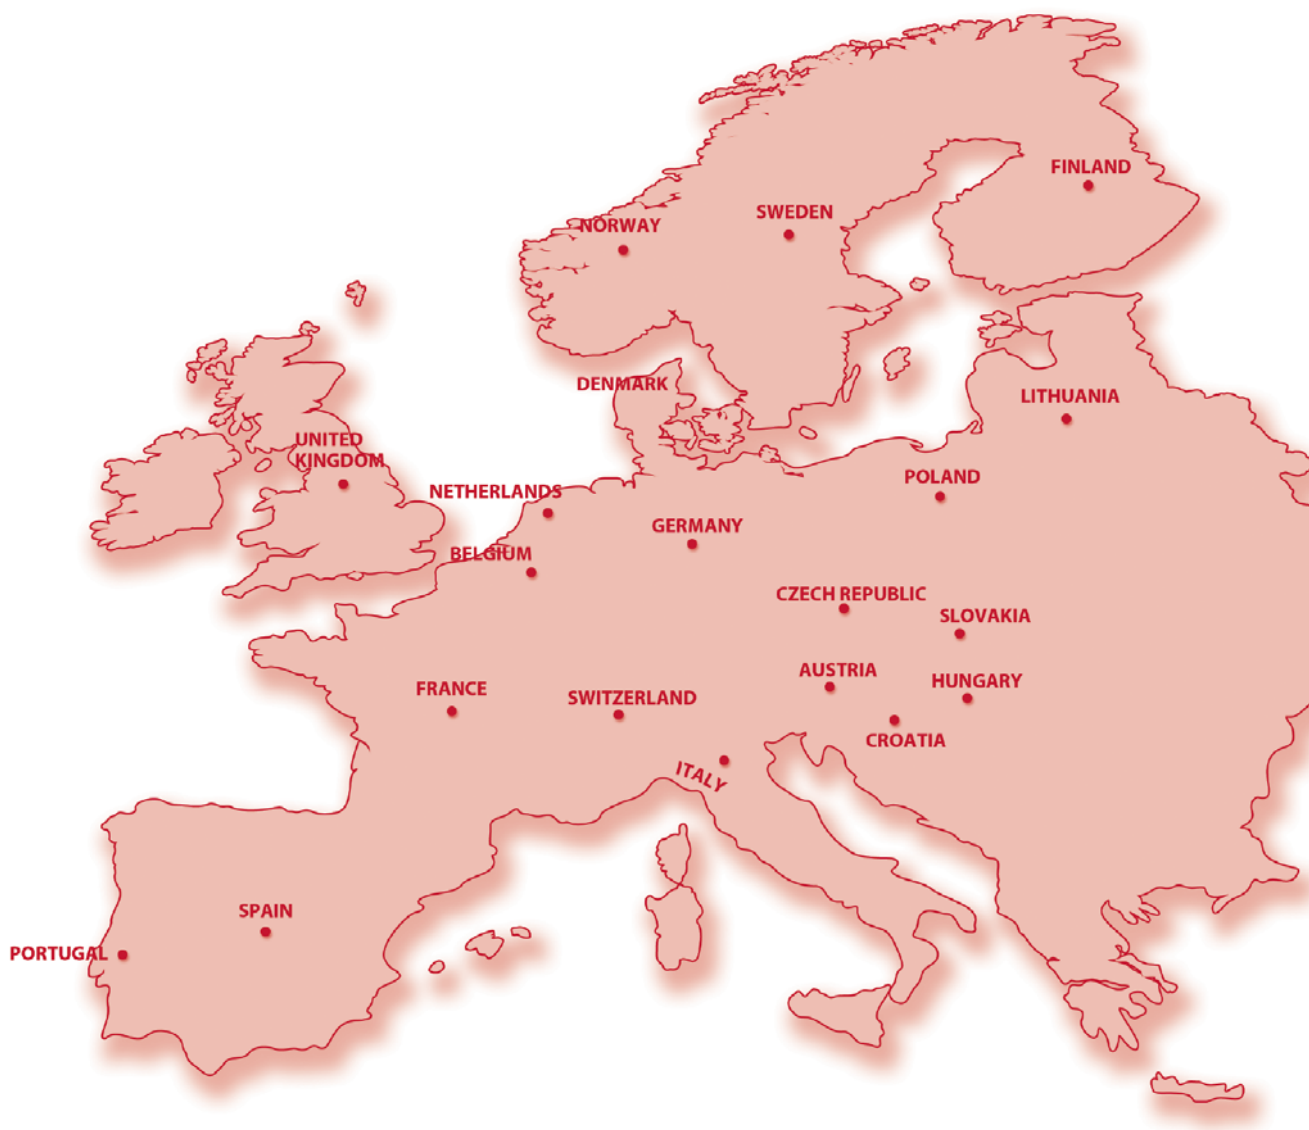 FINLAND
SWEDEN
NORWAY
DENMARK
LITHUANIA
UNITED
KINGDOM
POLAND
NETHERLANDS
GERMANY
BELGIUM
CZECH REPUBLIC
SLOVAKIA
AUSTRIA
HUNGARY
FRANCE
SWITZERLAND
CROATIA
ITALY
SPAIN
PORTUGAL